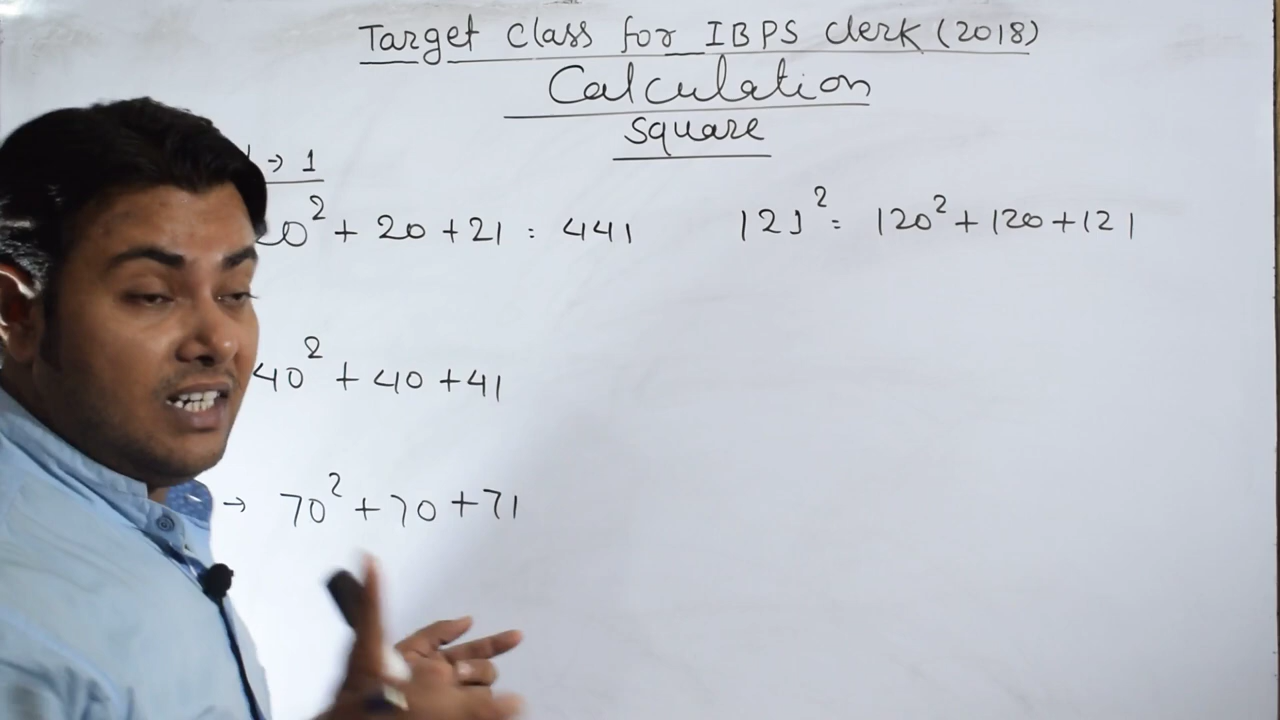 Target Class for IBPS Clerk (2018)
Calculation
Square
→ 1
20² + 20 + 21 = 441
121² = 120² + 120 + 121
40² + 40 + 41
→ 70² + 70 + 71